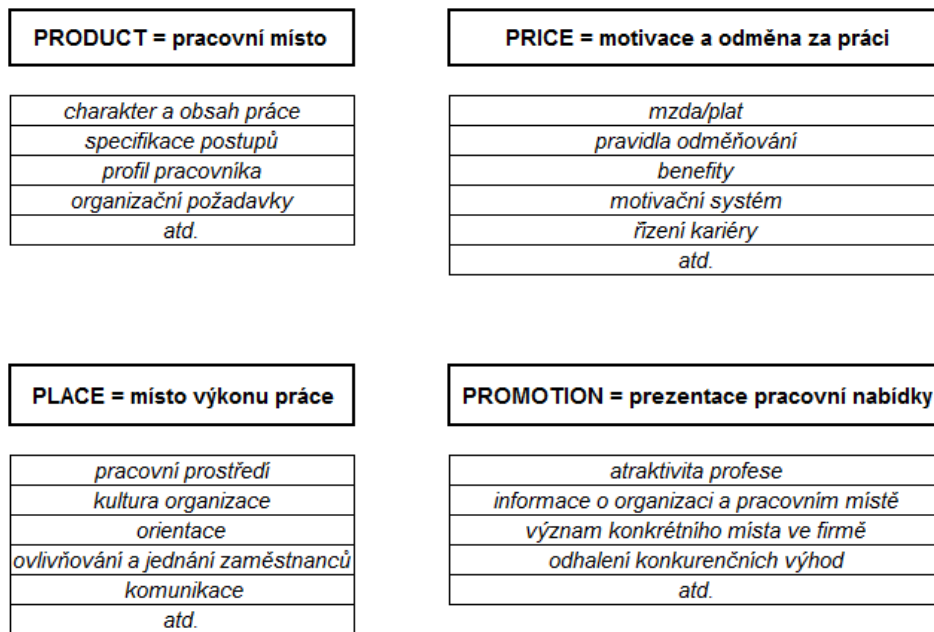 PRODUCT = pracovní místo
charakter a obsah práce
specifikace postupů
profil pracovníka
organizační požadavky
atd.
PRICE = motivace a odměna za práci
mzda/plat
pravidla odměňování
benefity
motivační systém
řízení kariéry
atd.
PLACE = místo výkonu práce
pracovní prostředí
kultura organizace
orientace
ovlivňování a jednání zaměstnanců
komunikace
atd.
PROMOTION = prezentace pracovní nabídky
atraktivita profese
informace o organizaci a pracovním místě
význam konkrétního místa ve firmě
odhalení konkurenčních výhod
atd.